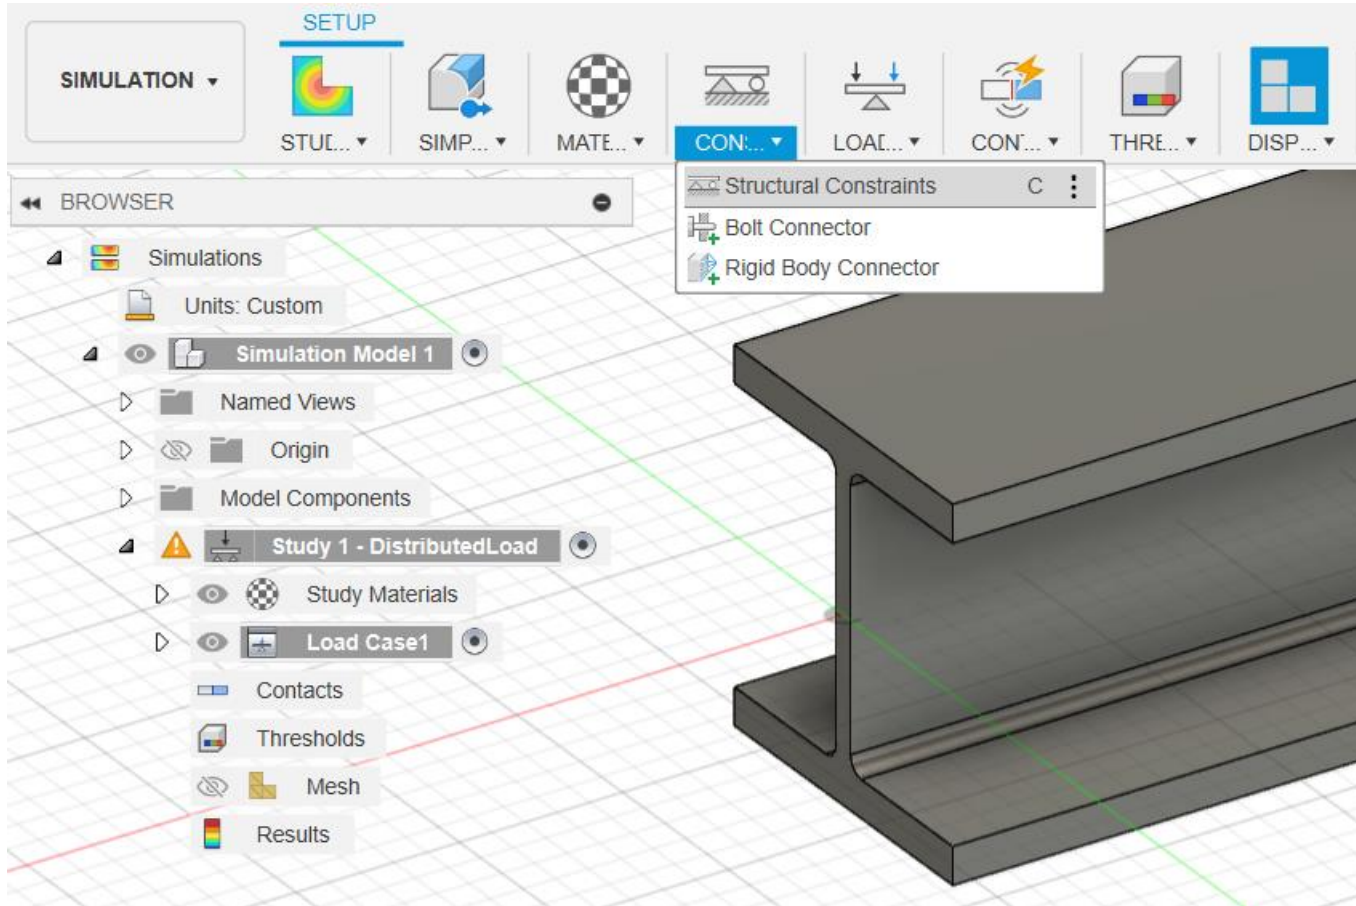 SETUP
SIMULATION
STUD...
SIMP...
MATE...
CONS...
LOAD...
CONT...
THRE...
DISP...
BROWSER
Structural Constraints C
Bolt Connector
Rigid Body Connector
Simulations
Units: Custom
Simulation Model 1
Named Views
Origin
Model Components
Study 1 - DistributedLoad
Study Materials
Load Case1
Contacts
Thresholds
Mesh
Results